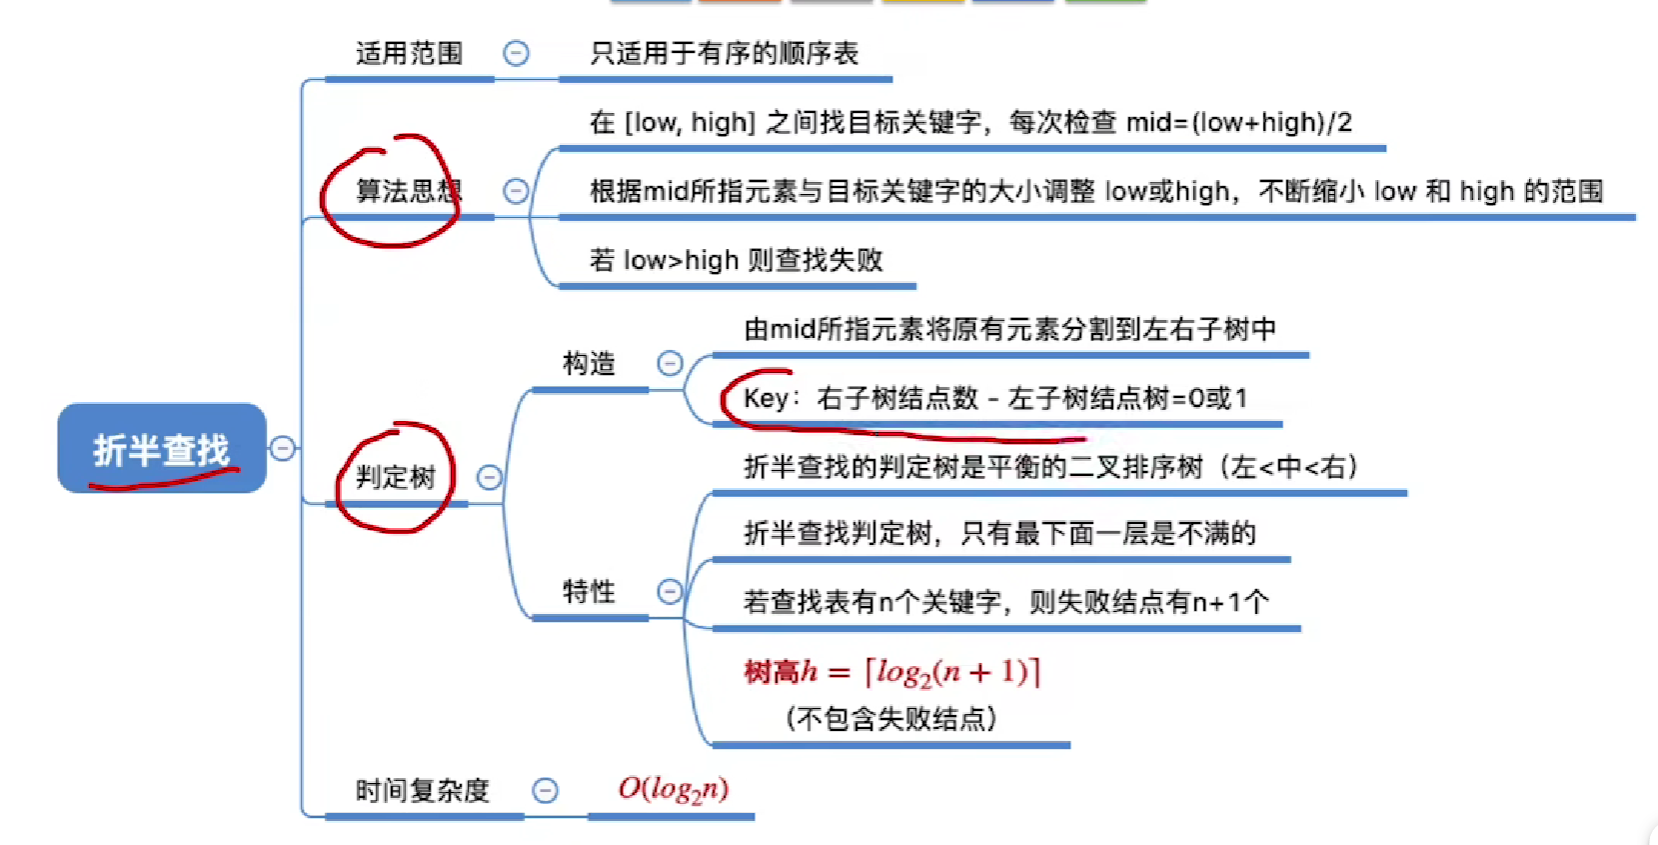 适用范围
只适用于有序的顺序表
在 [low, high] 之间找目标关键字，每次检查 mid=(low+high)/2
算法思想
根据mid所指元素与目标关键字的大小调整 low或high，不断缩小 low 和 high 的范围
若 low>high 则查找失败
由mid所指元素将原有元素分割到左右子树中
构造
Key：右子树结点数 - 左子树结点树=0或1
折半查找
判定树
折半查找的判定树是平衡的二叉排序树（左<中<右）
折半查找判定树，只有最下面一层是不满的
特性
若查找表有n个关键字，则失败结点有n+1个
树高h = ⌈log₂(n + 1)⌉
（不包含失败结点）
时间复杂度
O(log₂n)